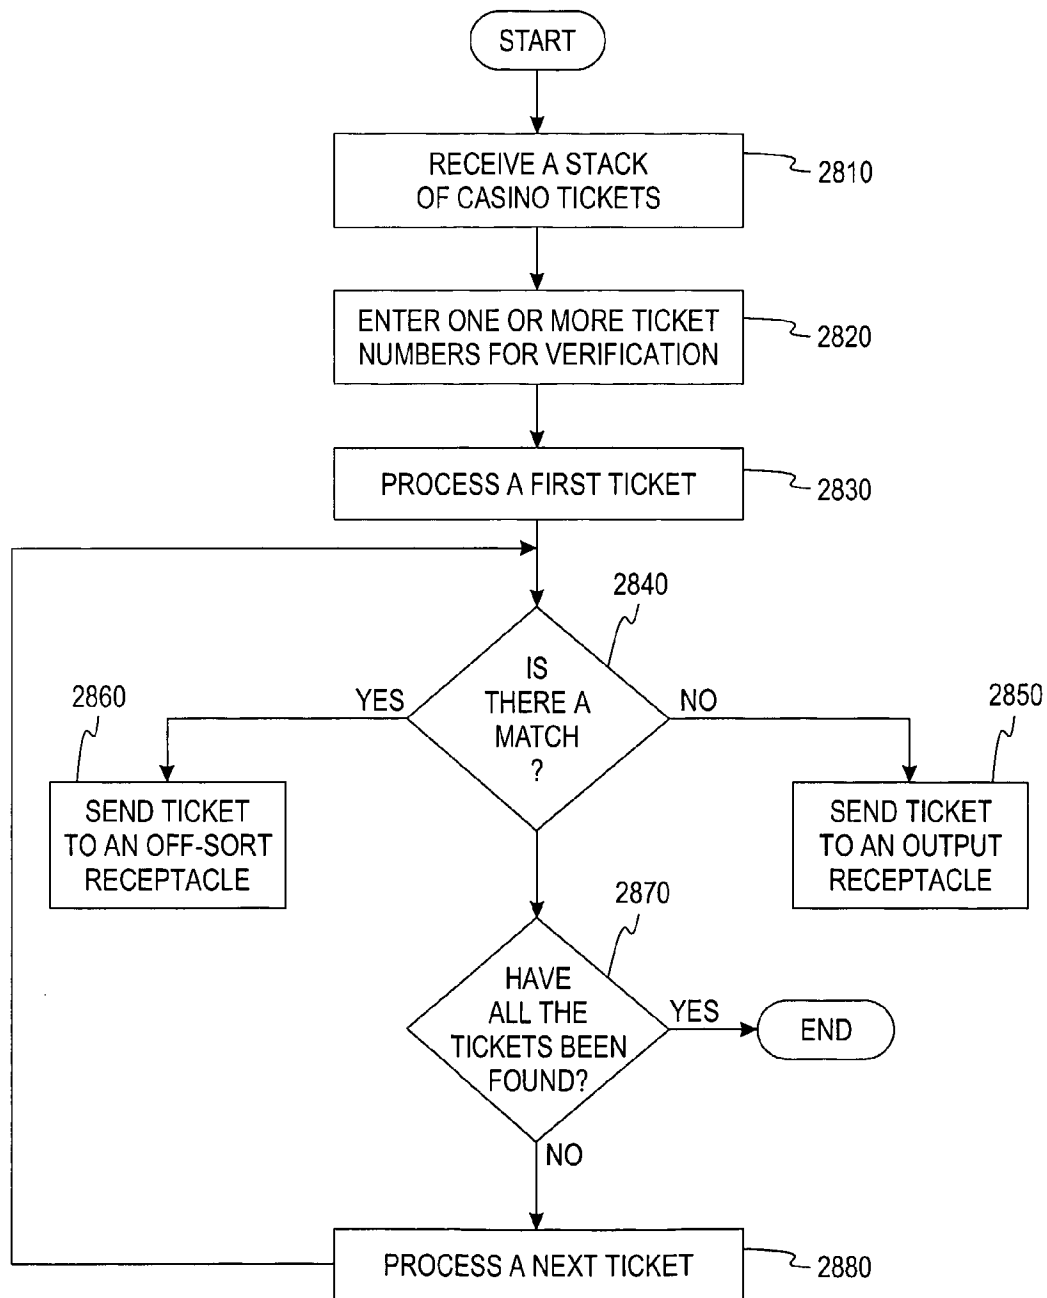 START
RECEIVE A STACK
OF CASINO TICKETS
2810
ENTER ONE OR MORE TICKET
NUMBERS FOR VERIFICATION
2820
PROCESS A FIRST TICKET
2830
2840
IS
THERE A
MATCH
?
YES
NO
2860
SEND TICKET
TO AN OFF-SORT
RECEPTACLE
2850
SEND TICKET
TO AN OUTPUT
RECEPTACLE
2870
HAVE
ALL THE
TICKETS BEEN
FOUND?
YES
END
NO
PROCESS A NEXT TICKET
2880